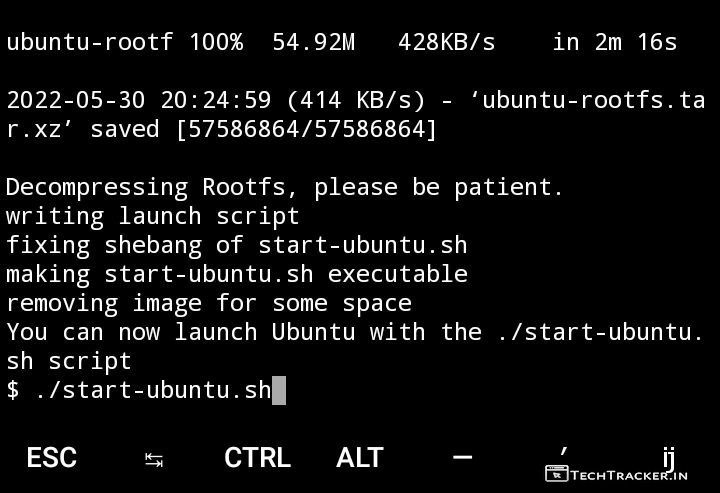 ubuntu-rootf 100%  54.92M   428KB/s    in 2m 16s
2022-05-30 20:24:59 (414 KB/s) - ‘ubuntu-rootfs.ta
r.xz’ saved [57586864/57586864]
Decompressing Rootfs, please be patient.
writing launch script
fixing shebang of start-ubuntu.sh
making start-ubuntu.sh executable
removing image for some space
You can now launch Ubuntu with the ./start-ubuntu.
sh script
$ ./start-ubuntu.sh
ESC ↹ CTRL ALT — ′ ij
TECHTRACKER.IN